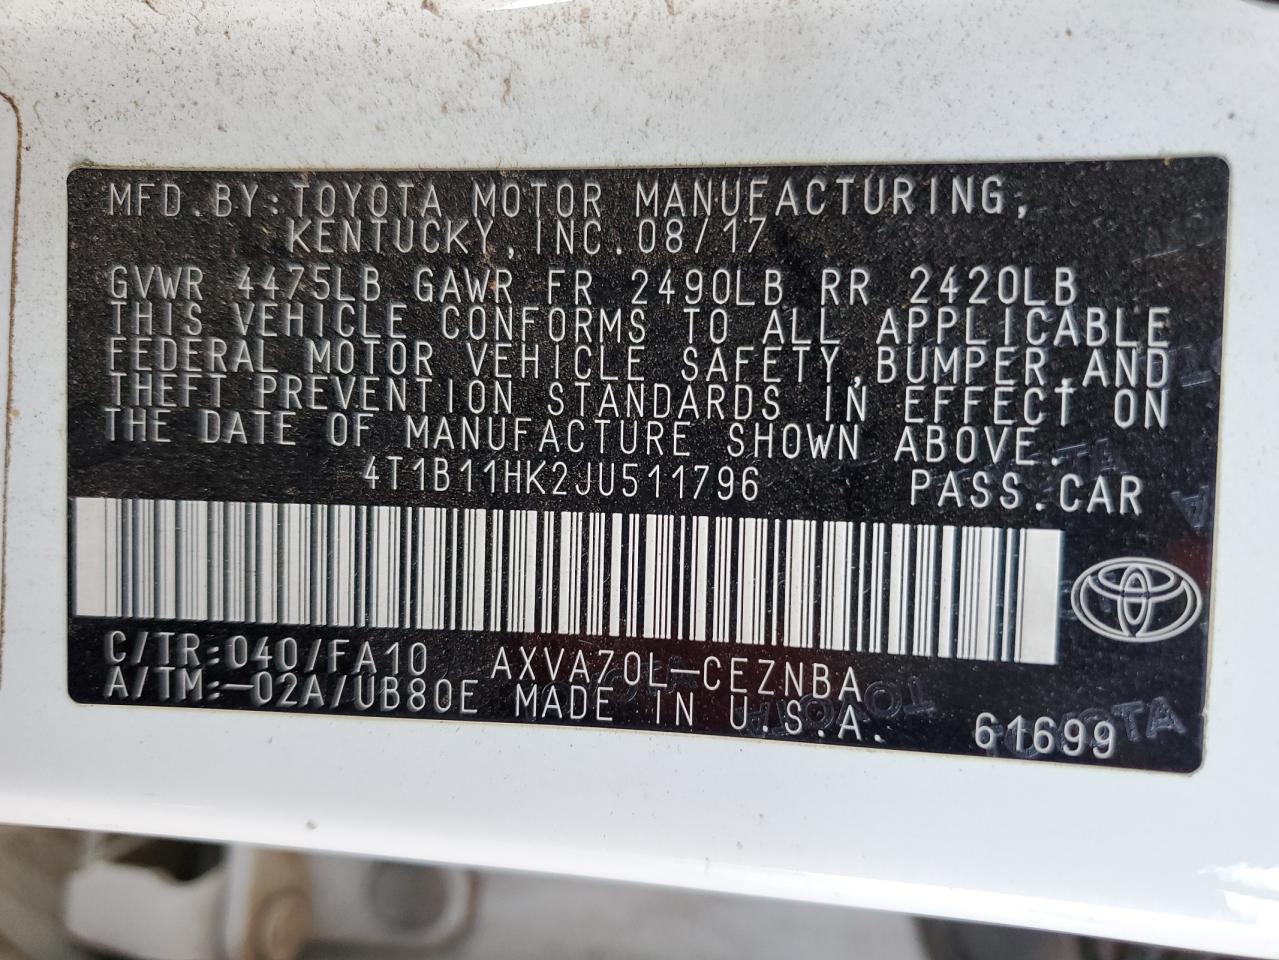 MFD.BY:TOYOTA MOTOR MANUFACTURING,
KENTUCKY,INC.08/17
GVWR 4475LB GAWR FR 2490LB RR 2420LB
THIS VEHICLE CONFORMS TO ALL APPLICABLE
FEDERAL MOTOR VEHICLE SAFETY,BUMPER,AND
THEFT PREVENTION STANDARDS IN EFFECT ON
THE DATE OF MANUFACTURE SHOWN ABOVE.
4T1B11HK2JU511796 PASS.CAR
C/TR:040/FA10 AXVA70L-CEZNBA
A/TM:-02A/UB80E MADE IN U.S.A. 61699